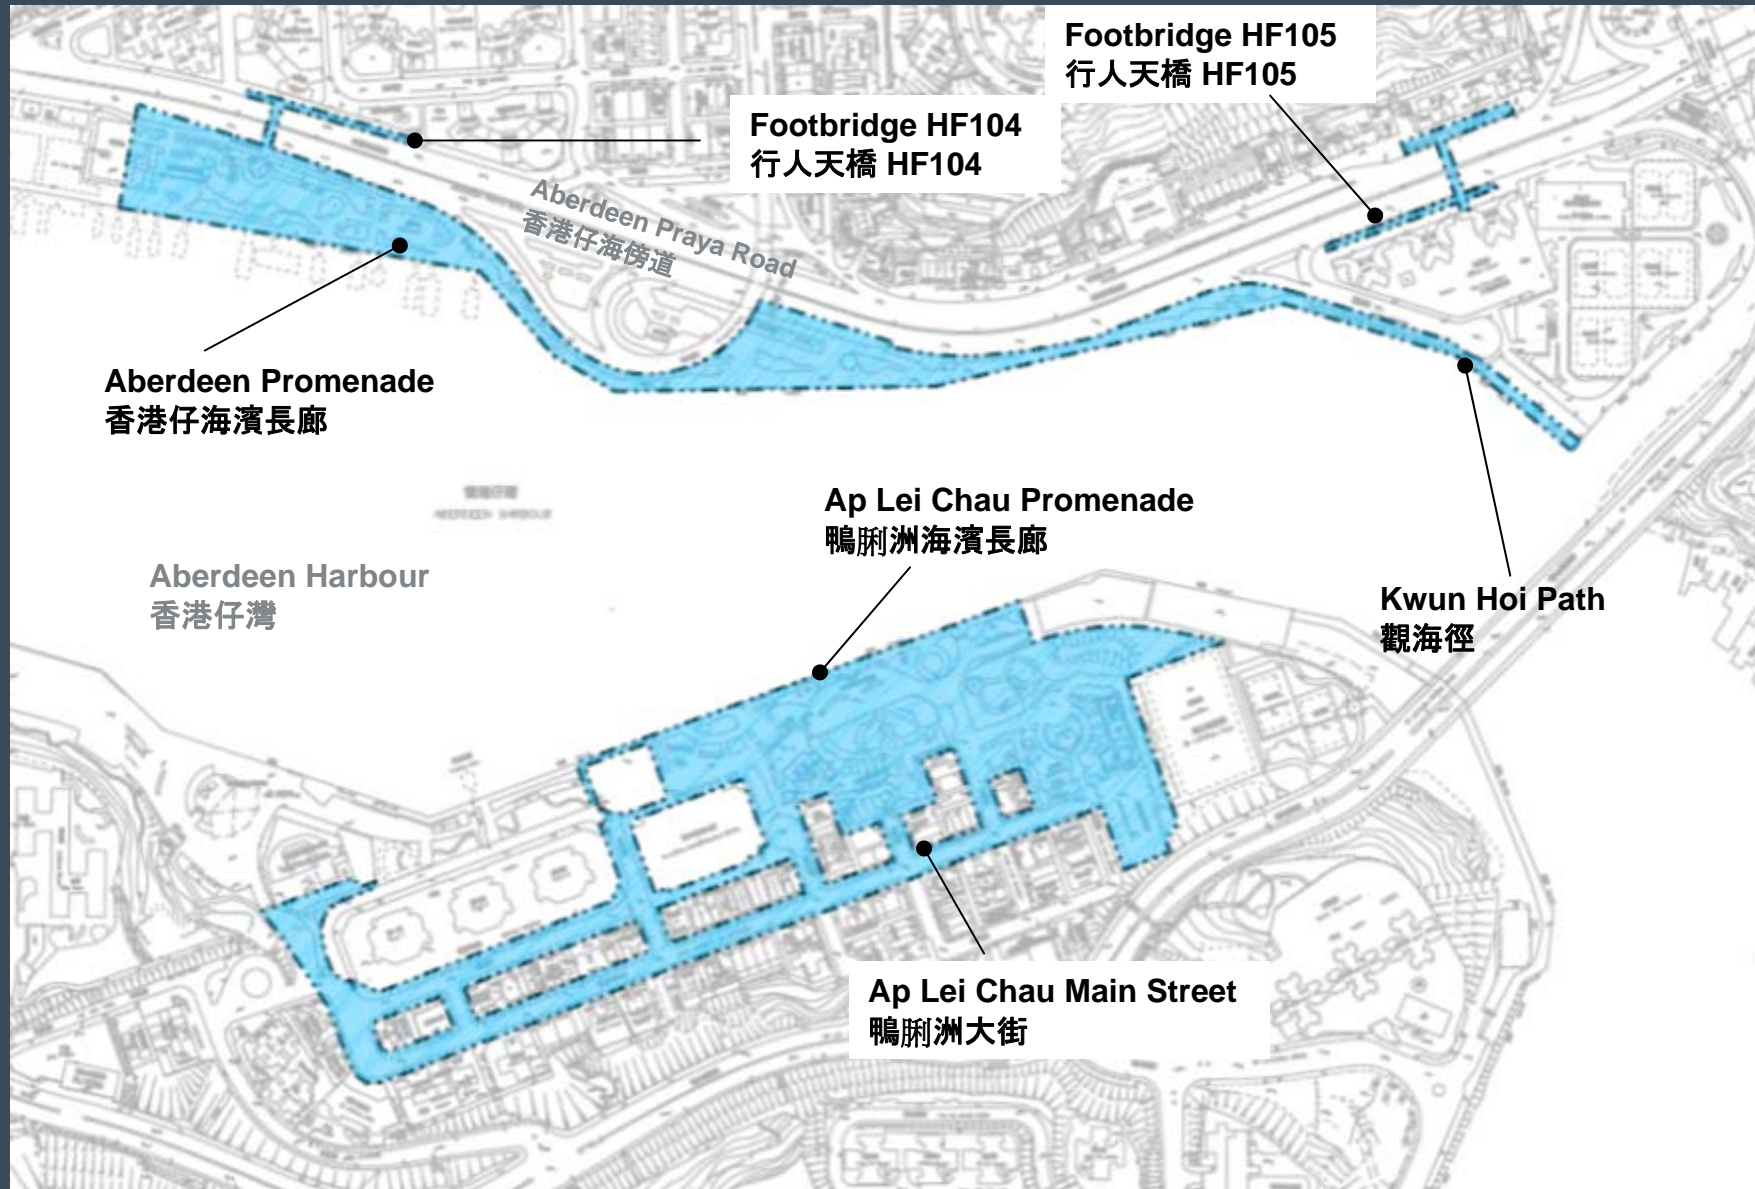 Footbridge HF105
行人天橋 HF105
Footbridge HF104
行人天橋 HF104
Aberdeen Praya Road
香港仔海傍道
Aberdeen Promenade
香港仔海濱長廊
Ap Lei Chau Promenade
鴨脷洲海濱長廊
ABERDEEN HARBOUR
Aberdeen Harbour
香港仔灣
Kwun Hoi Path
觀海徑
Ap Lei Chau Main Street
鴨脷洲大街